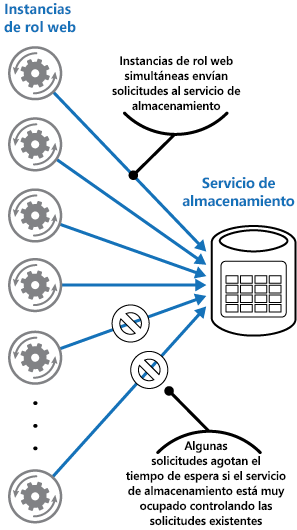 Instancias
de rol web
Instancias de rol web
simultáneas envían
solicitudes al servicio de
almacenamiento
Servicio de
almacenamiento
Algunas
solicitudes agotan el
tiempo de espera si el servicio
de almacenamiento está muy
ocupado controlando las
solicitudes existentes